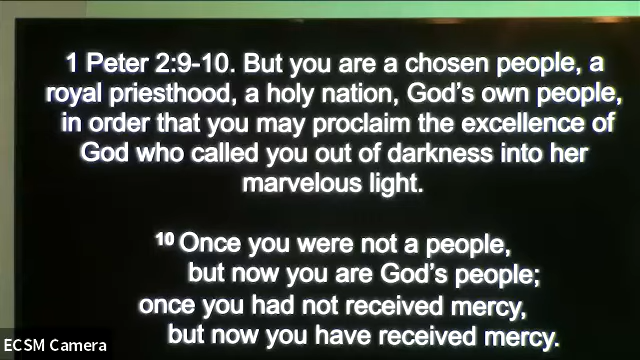 1 Peter 2:9-10. But you are a chosen people, a
royal priesthood, a holy nation, God's own people,
in order that you may proclaim the excellence of
God who called you out of darkness into her
marvelous light.
10 Once you were not a people,
but now you are God's people;
once you had not received mercy,
but now you have received mercy.
ECSM Camera